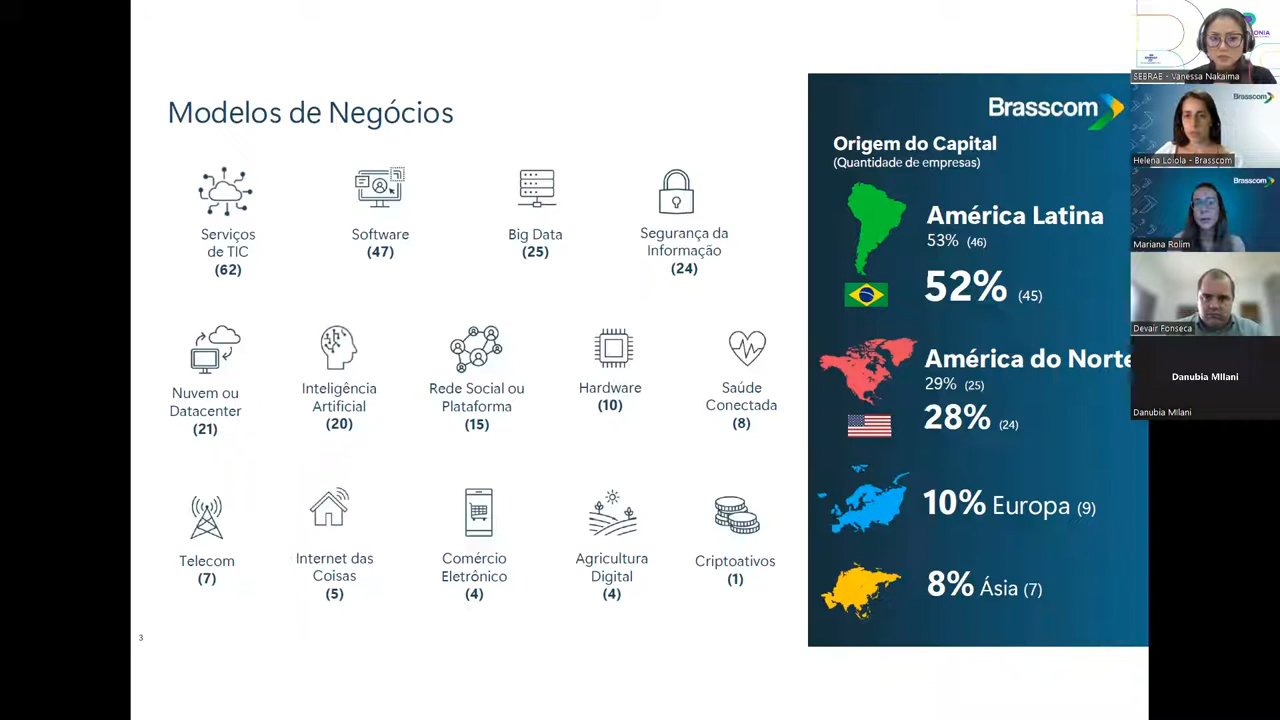 Modelos de Negócios
Serviços
de TIC
(62)
Software
(47)
Big Data
(25)
Segurança da
Informação
(24)
Nuvem ou
Datacenter
(21)
Inteligência
Artificial
(20)
Rede Social ou
Plataforma
(15)
Hardware
(10)
Saúde
Conectada
(8)
Telecom
(7)
Internet das
Coisas
(5)
Comércio
Eletrônico
(4)
Agricultura
Digital
(4)
Criptoativos
(1)
3
Brasscom
Origem do Capital
(Quantidade de empresas)
América Latina
53% (46)
52% (45)
América do Norte
29% (25)
28% (24)
10% Europa (9)
8% Ásia (7)
SEBRAE - Vanessa Nakaima
Brasscom
Helena Loiola - Brasscom
Brasscom
Mariana Rolim
Devair Fonseca
Danubia MIlani
Danubia MIlani